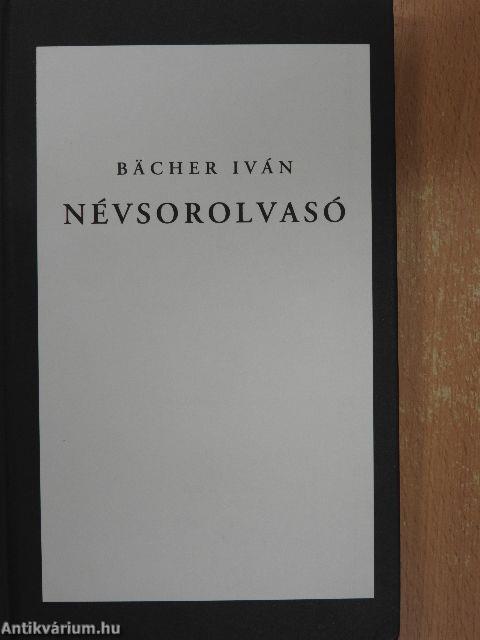 BÄCHER IVÁN
NÉVSOROLVASÓ
Antikvárium.hu